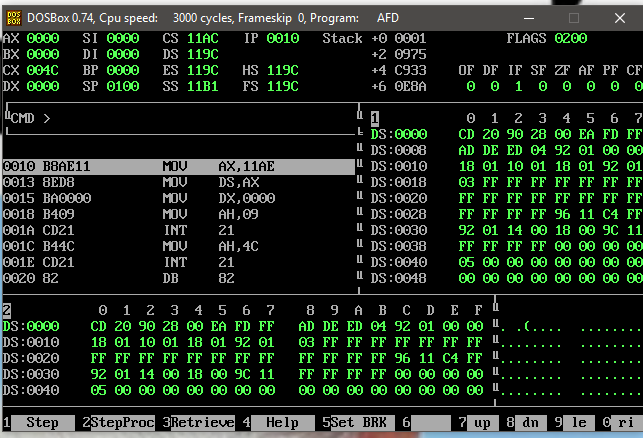 DOSBox 0.74, Cpu speed: 3000 cycles, Frameskip 0, Program: AFD
AX 0000 SI 0000 CS 11AC IP 0010 Stack +0 0001 FLAGS 0200
BX 0000 DI 0000 DS 119C +2 0975
CX 004C BP 0000 ES 119C HS 119C +4 C933 OF DF IF SF ZF AF PF CF
DX 0000 SP 0100 SS 11B1 FS 119C +6 0E8A 0 0 1 0 0 0 0 0
CMD >
1 0 1 2 3 4 5 6 7
DS:0000 CD 20 90 28 00 EA FD FF
DS:0008 AD DE ED 04 92 01 00 00
0010 B8AE11 MOV AX,11AE DS:0010 18 01 10 01 18 01 92 01
0013 8ED8 MOV DS,AX DS:0018 03 FF FF FF FF FF FF FF
0015 BA0000 MOV DX,0000 DS:0020 FF FF FF FF FF FF FF FF
0018 B409 MOV AH,09 DS:0028 FF FF FF FF 96 11 C4 FF
001A CD21 INT 21 DS:0030 92 01 14 00 18 00 9C 11
001C B44C MOV AH,4C DS:0038 FF FF FF FF 00 00 00 00
001E CD21 INT 21 DS:0040 05 00 00 00 00 00 00 00
0020 82 DB 82 DS:0048 00 00 00 00 00 00 00 00
2 0 1 2 3 4 5 6 7 8 9 A B C D E F
DS:0000 CD 20 90 28 00 EA FD FF AD DE ED 04 92 01 00 00 . .(.... ........
DS:0010 18 01 10 01 18 01 92 01 03 FF FF FF FF FF FF FF ........ ........
DS:0020 FF FF FF FF FF FF FF FF FF FF FF FF 96 11 C4 FF ........ ........
DS:0030 92 01 14 00 18 00 9C 11 FF FF FF FF 00 00 00 00 ........ ........
DS:0040 05 00 00 00 00 00 00 00 00 00 00 00 00 00 00 00 ........ ........
1 Step 2StepProc 3Retrieve 4 Help 5Set BRK 6 7 up 8 dn 9 le 0 ri